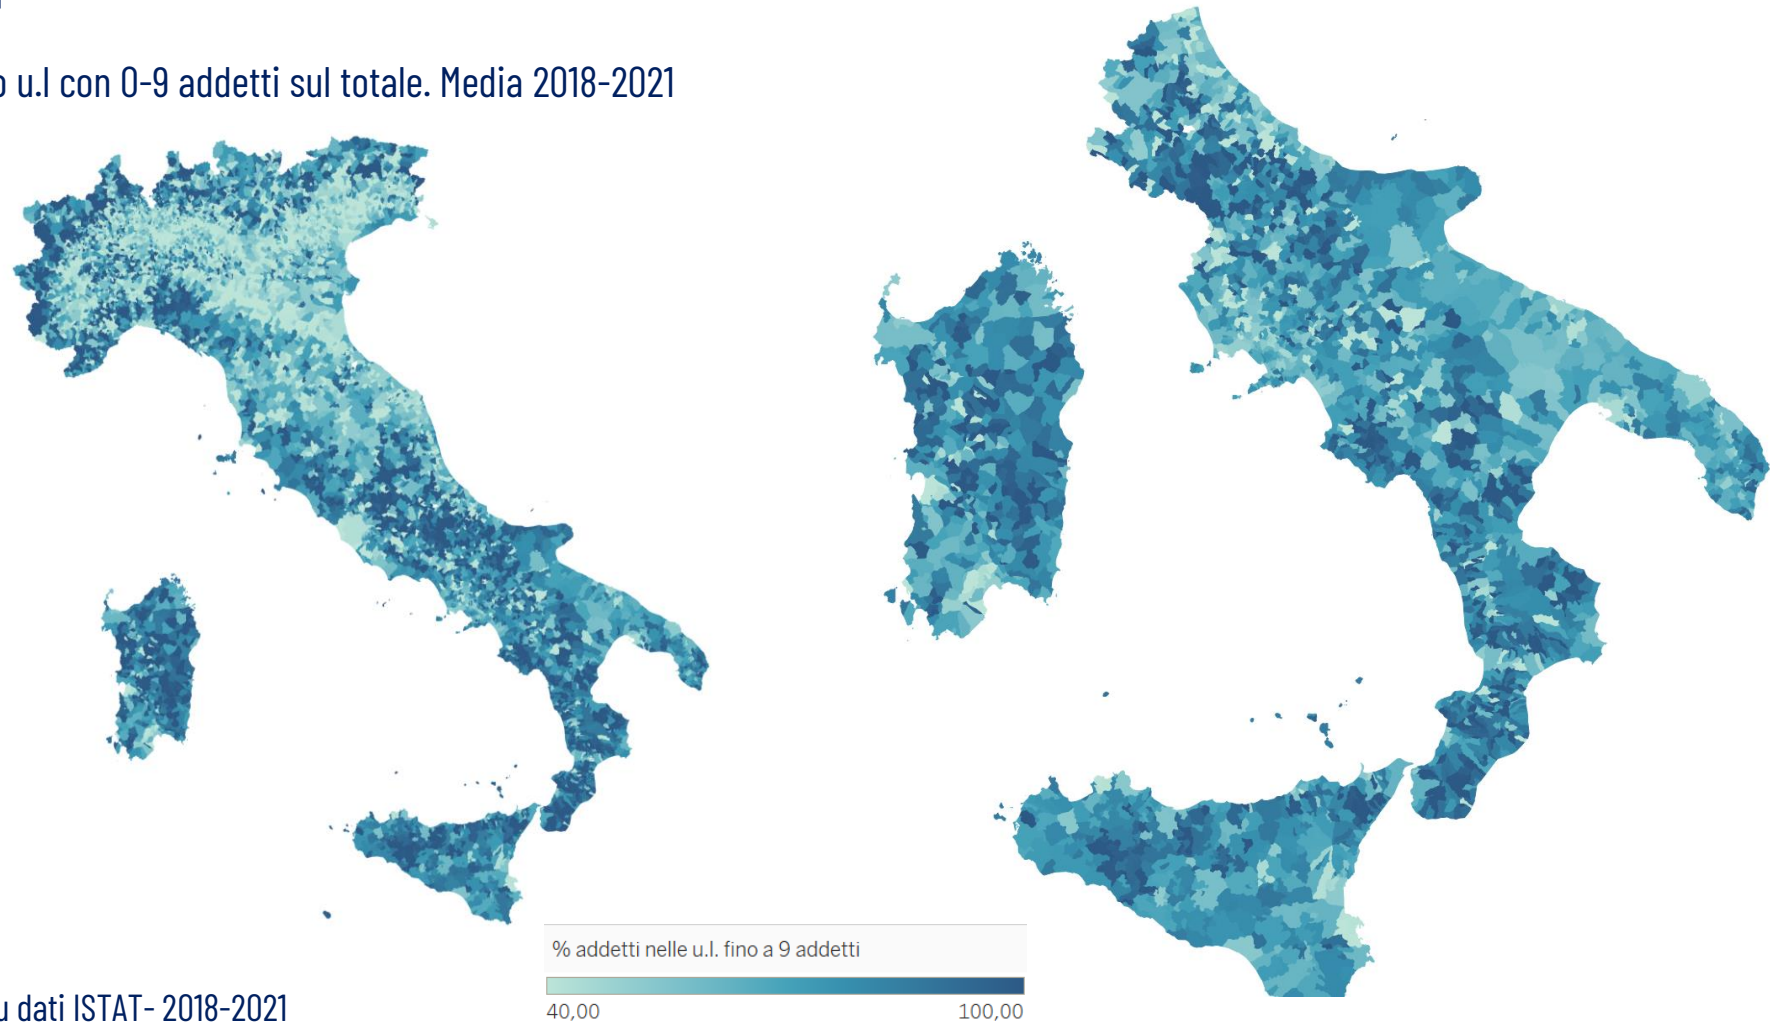 u.l con 0-9 addetti sul totale. Media 2018-2021
% addetti nelle u.l. fino a 9 addetti
40,00
100,00
dati ISTAT- 2018-2021